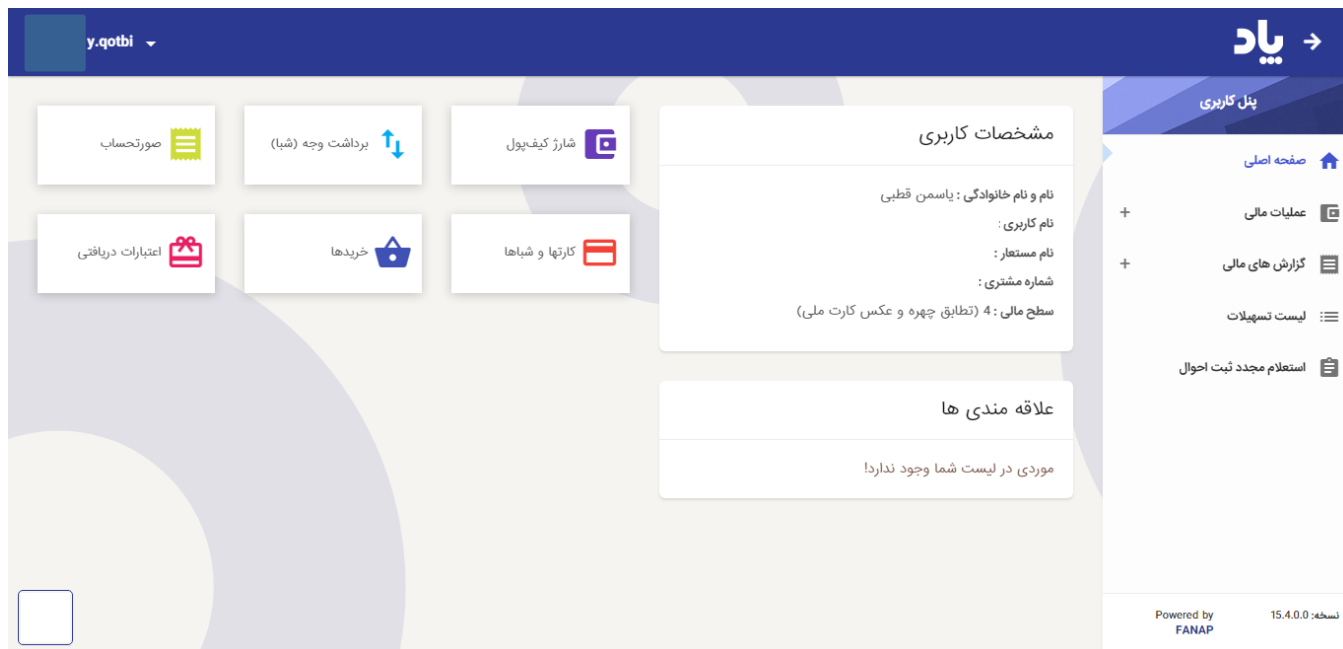 پاد
y.qotbi
پنل کاربری
صفحه اصلی
عملیات مالی
گزارش های مالی
لیست تسهیلات
استعلام مجدد ثبت احوال
نسخه: 15.4.0.0
Powered by
FANAP
مشخصات کاربری
نام و نام خانوادگی : یاسمن قطبی
نام کاربری :
نام مستعار :
شماره مشتری :
سطح مالی : 4 (تطابق چهره و عکس کارت ملی)
علاقه مندی ها
موردی در لیست شما وجود ندارد!
شارژ کیف‌پول
برداشت وجه (شبا)
صورتحساب
کارتها و شباها
خریدها
اعتبارات دریافتی